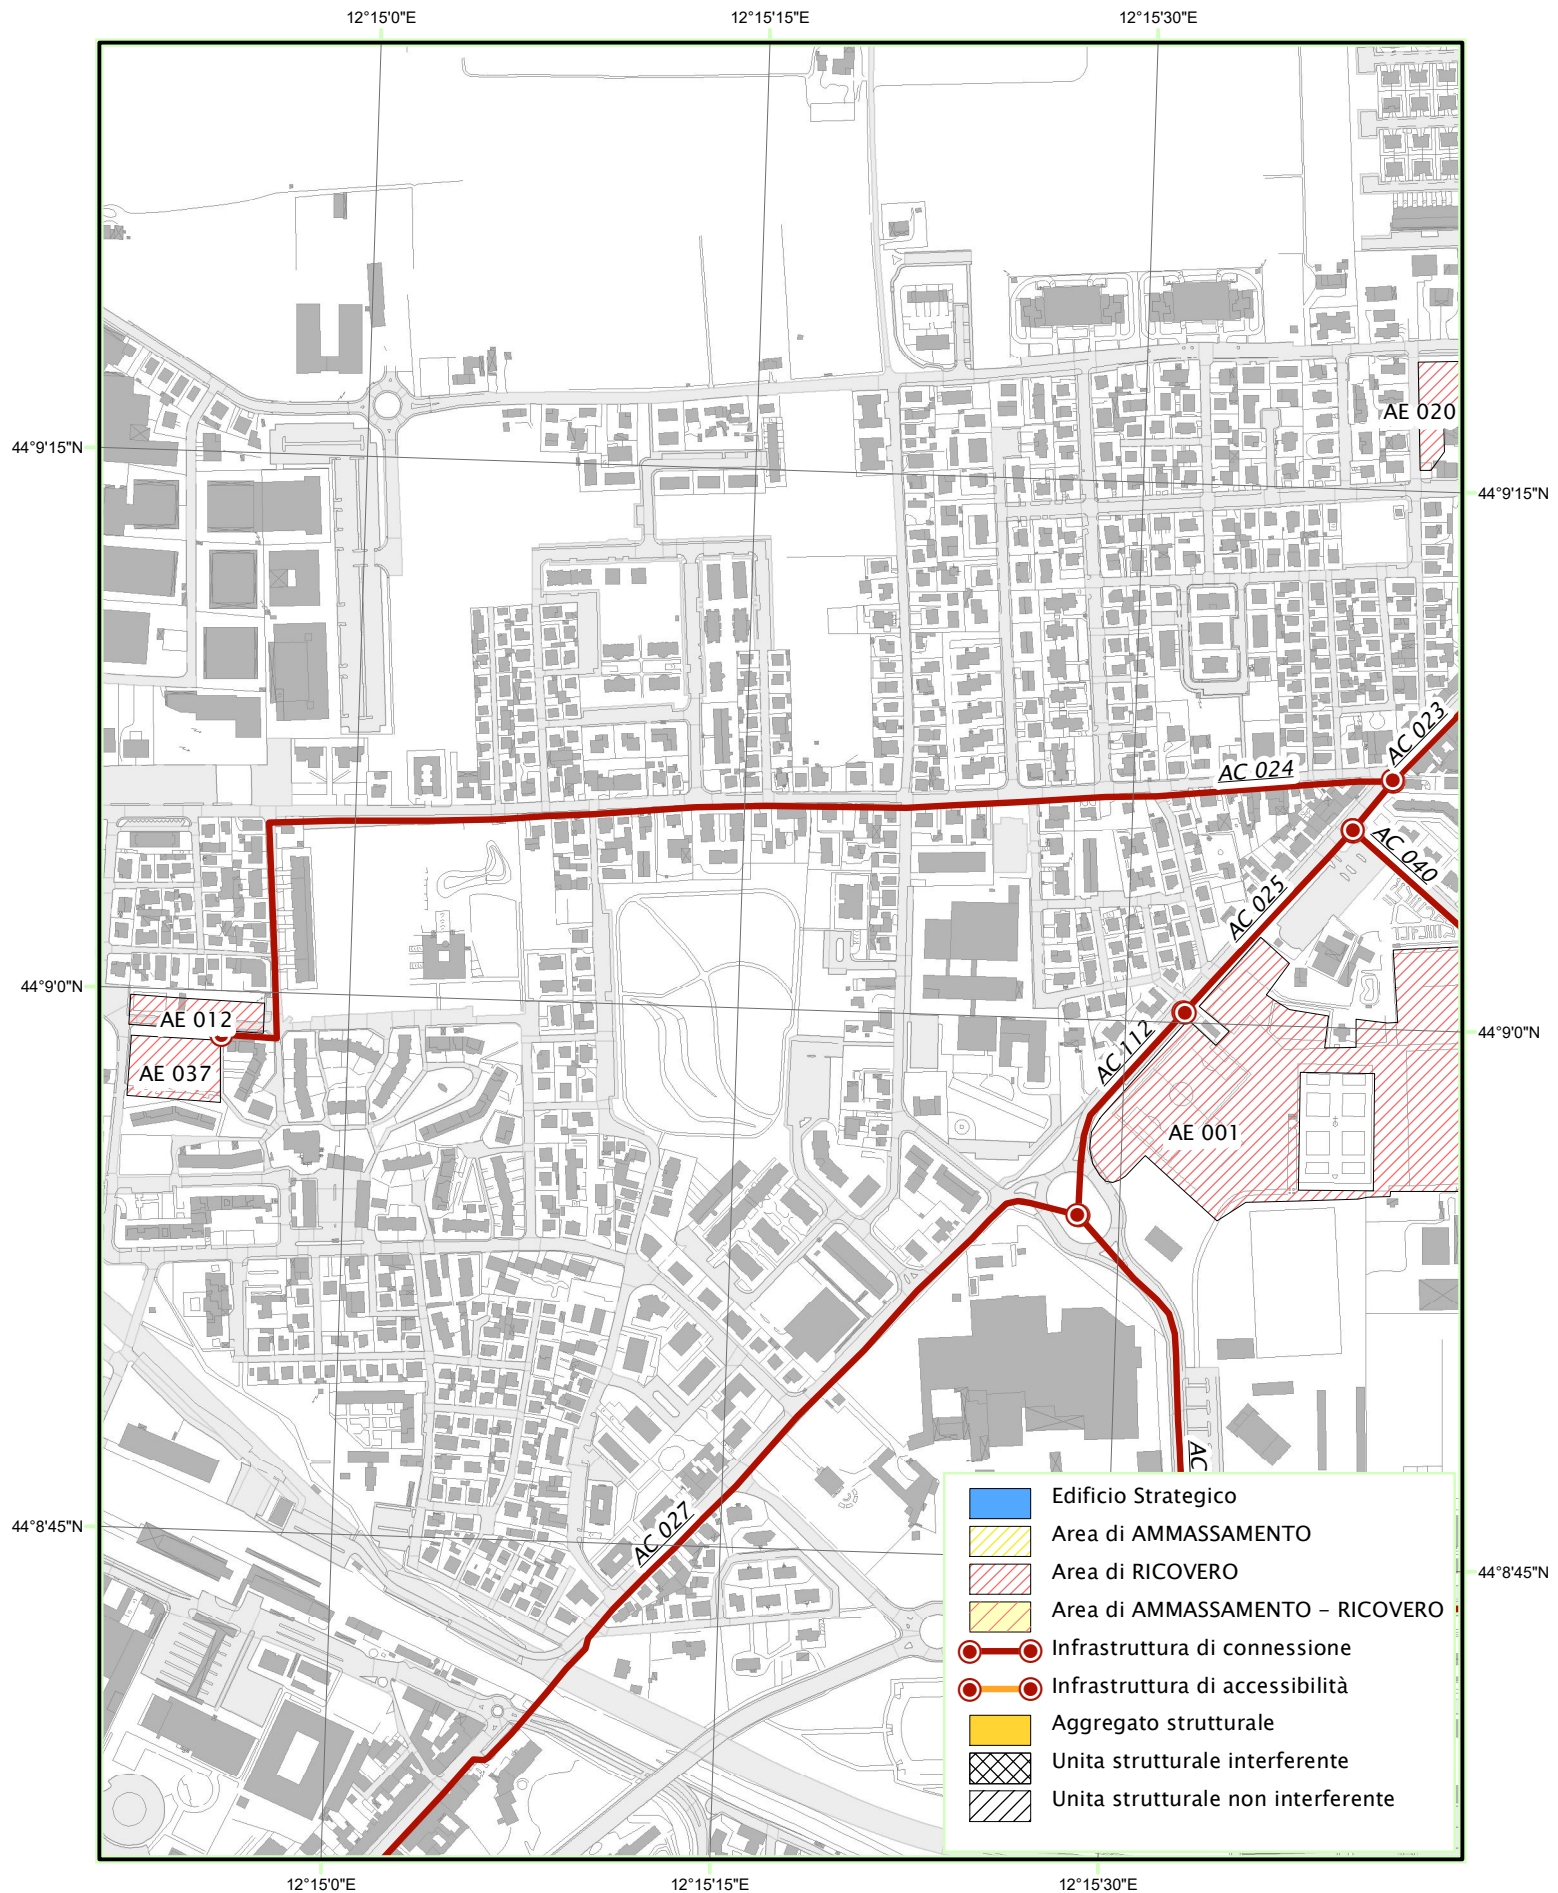 12°15'0"E
12°15'15"E
12°15'30"E
AE 020
44°9'15"N
44°9'15"N
AC 023
AC 024
AC 040
AC 025
44°9'0"N
AE 012
44°9'0"N
AC 112
AE 037
AE 001
AC
Edificio Strategico
44°8'45"N
AC 027
Area di AMMASSAMENTO
Area di RICOVERO
44°8'45"N
Area di AMMASSAMENTO - RICOVERO
Infrastruttura di connessione
Infrastruttura di accessibilità
Aggregato strutturale
Unita strutturale interferente
Unita strutturale non interferente
12°15'0"E
12°15'15"E
12°15'30"E